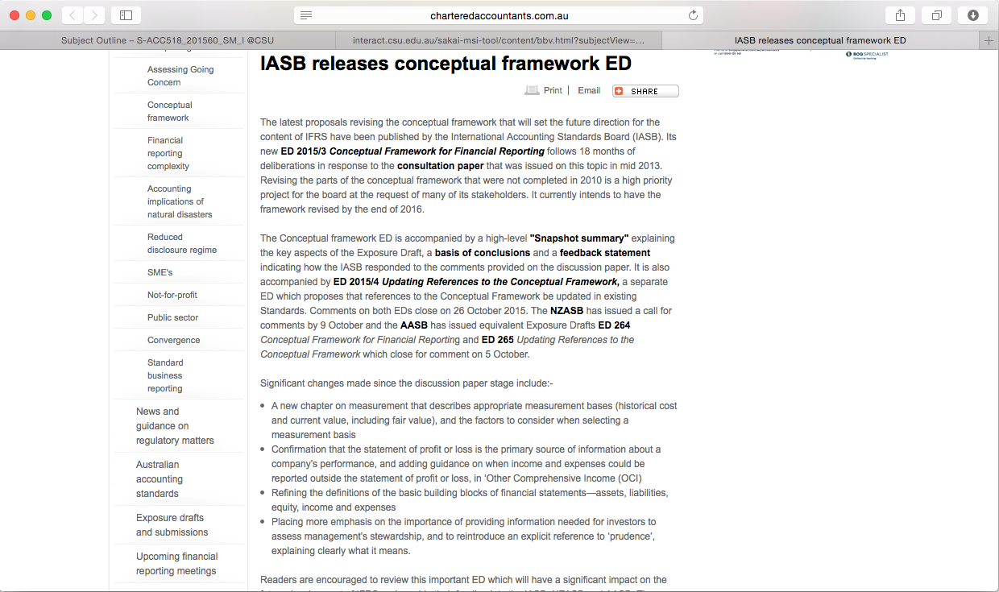 charteredaccountants.com.au
Subject Outline – S-ACC518_201560_SM_I @CSU
interact.csu.edu.au/sakai-msi-tool/content/bbv.html?subjectView=...
IASB releases conceptual framework ED
Assessing Going
Concern
Conceptual
framework
Financial
reporting
complexity
Accounting
implications of
natural disasters
Reduced
disclosure regime
SME's
Not-for-profit
Public sector
Convergence
Standard
business
reporting
News and
guidance on
regulatory matters
Australian
accounting
standards
Exposure drafts
and submissions
Upcoming financial
reporting meetings
IASB releases conceptual framework ED
Print | Email SHARE
The latest proposals revising the conceptual framework that will set the future direction for the
content of IFRS have been published by the International Accounting Standards Board (IASB). Its
new ED 2015/3 Conceptual Framework for Financial Reporting follows 18 months of
deliberations in response to the consultation paper that was issued on this topic in mid 2013.
Revising the parts of the conceptual framework that were not completed in 2010 is a high priority
project for the board at the request of many of its stakeholders. It currently intends to have the
framework revised by the end of 2016.
The Conceptual framework ED is accompanied by a high-level "Snapshot summary" explaining
the key aspects of the Exposure Draft, a basis of conclusions and a feedback statement
indicating how the IASB responded to the comments provided on the discussion paper. It is also
accompanied by ED 2015/4 Updating References to the Conceptual Framework, a separate
ED which proposes that references to the Conceptual Framework be updated in existing
Standards. Comments on both EDs close on 26 October 2015. The NZASB has issued a call for
comments by 9 October and the AASB has issued equivalent Exposure Drafts ED 264
Conceptual Framework for Financial Reporting and ED 265 Updating References to the
Conceptual Framework which close for comment on 5 October.
Significant changes made since the discussion paper stage include:-
• A new chapter on measurement that describes appropriate measurement bases (historical cost
and current value, including fair value), and the factors to consider when selecting a
measurement basis
• Confirmation that the statement of profit or loss is the primary source of information about a
company's performance, and adding guidance on when income and expenses could be
reported outside the statement of profit or loss, in 'Other Comprehensive Income (OCI)
• Refining the definitions of the basic building blocks of financial statements—assets, liabilities,
equity, income and expenses
• Placing more emphasis on the importance of providing information needed for investors to
assess management's stewardship, and to reintroduce an explicit reference to 'prudence',
explaining clearly what it means.
Readers are encouraged to review this important ED which will have a significant impact on the
BOQ SPECIALIST